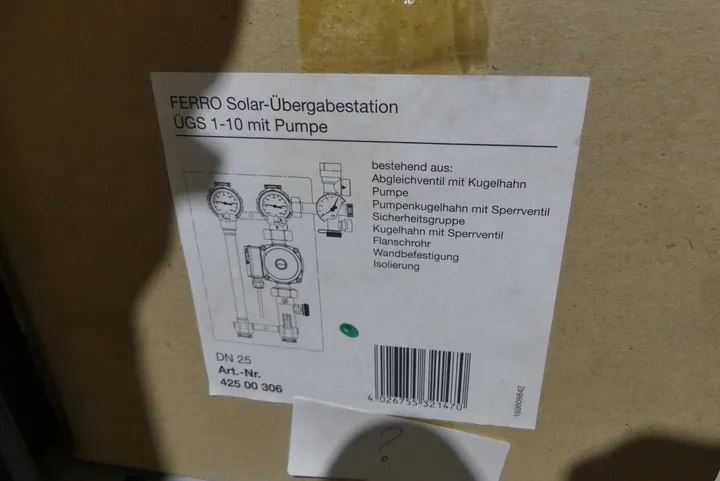 FERRO Solar-Übergabestation
ÜGS 1-10 mit Pumpe
bestehend aus:
Abgleichventil mit Kugelhahn
Pumpe
Pumpenkugelhahn mit Sperrventil
Sicherheitsgruppe
Kugelhahn mit Sperrventil
Flanschrohr
Wandbefestigung
Isolierung
DN 25
Art.-Nr.
425 00 306
4 026755 321470
169809842
?